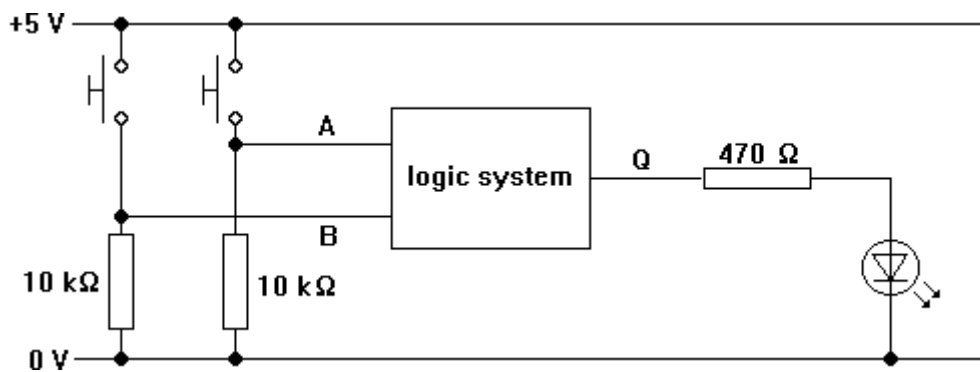 +5 V
A
logic system
Q
470 Ω
B
10 kΩ
10 kΩ
0 V